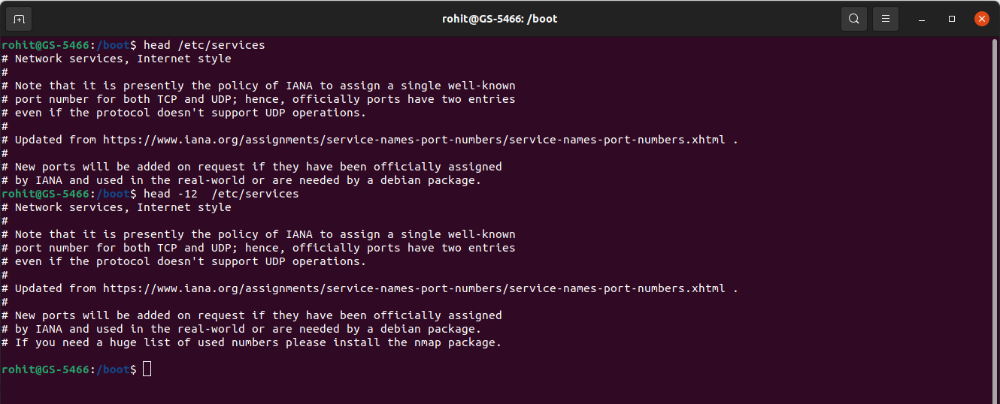 rohit@GS-5466: /boot
rohit@GS-5466:/boot$ head /etc/services
# Network services, Internet style
#
# Note that it is presently the policy of IANA to assign a single well-known
# port number for both TCP and UDP; hence, officially ports have two entries
# even if the protocol doesn't support UDP operations.
#
# Updated from https://www.iana.org/assignments/service-names-port-numbers/service-names-port-numbers.xhtml .
#
# New ports will be added on request if they have been officially assigned
# by IANA and used in the real-world or are needed by a debian package.
rohit@GS-5466:/boot$ head -12  /etc/services
# Network services, Internet style
#
# Note that it is presently the policy of IANA to assign a single well-known
# port number for both TCP and UDP; hence, officially ports have two entries
# even if the protocol doesn't support UDP operations.
#
# Updated from https://www.iana.org/assignments/service-names-port-numbers/service-names-port-numbers.xhtml .
#
# New ports will be added on request if they have been officially assigned
# by IANA and used in the real-world or are needed by a debian package.
# If you need a huge list of used numbers please install the nmap package.
rohit@GS-5466:/boot$